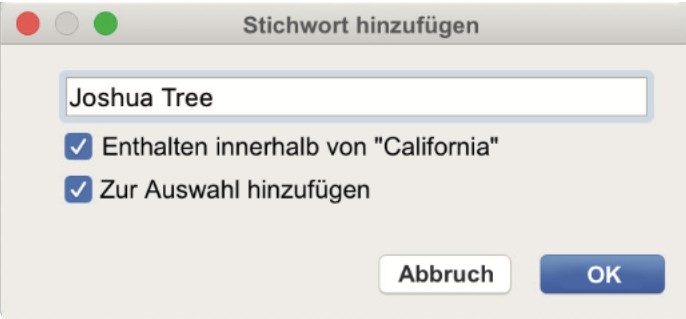 Stichwort hinzufügen
Joshua Tree
Enthalten innerhalb von "California"
Zur Auswahl hinzufügen
Abbruch OK